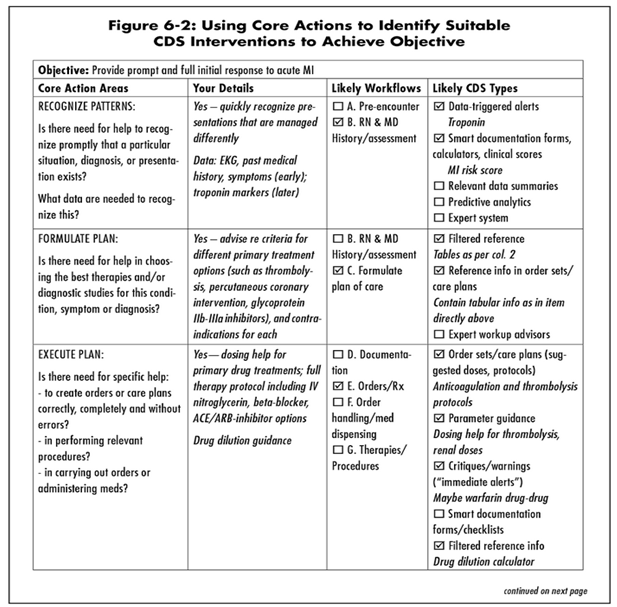 Figure 6-2: Using Core Actions to Identify Suitable
CDS Interventions to Achieve Objective
Objective: Provide prompt and full initial response to acute MI
Core Action Areas
Your Details
Likely Workflows
Likely CDS Types
RECOGNIZE PATTERNS:
Is there need for help to recog-
nize promptly that a particular
situation, diagnosis, or presenta-
tion exists?
What data are needed to recog-
nize this?
Yes – quickly recognize pre-
sentations that are managed
differently
Data: EKG, past medical
history, symptoms (early);
troponin markers (later)
☐ A. Pre-encounter
☑ B. RN & MD
History/assessment
☑ Data-triggered alerts
Troponin
☑ Smart documentation forms,
calculators, clinical scores
MI risk score
☐ Relevant data summaries
☐ Predictive analytics
☐ Expert system
FORMULATE PLAN:
Is there need for help in choos-
ing the best therapies and/or
diagnostic studies for this condi-
tion, symptom or diagnosis?
Yes – advise re criteria for
different primary treatment
options (such as thromboly-
sis, percutaneous coronary
intervention, glycoprotein
IIb-IIIa inhibitors), and contra-
indications for each
☐ B. RN & MD
History/assessment
☑ C. Formulate
plan of care
☑ Filtered reference
Tables as per col. 2
☑ Reference info in order sets/
care plans
Contain tabular info as in item
directly above
☐ Expert workup advisors
EXECUTE PLAN:
Is there need for specific help:
- to create orders or care plans
correctly, completely and without
errors?
- in performing relevant
procedures?
- in carrying out orders or
administering meds?
Yes– dosing help for
primary drug treatments; full
therapy protocol including IV
nitroglycerin, beta-blocker,
ACE/ARB-inhibitor options
Drug dilution guidance
☐ D. Documenta-
tion
☑ E. Orders/Rx
☐ F. Order
handling/med
dispensing
☐ G. Therapies/
Procedures
☑ Order sets/care plans (sug-
gested doses, protocols)
Anticoagulation and thrombolysis
protocols
☑ Parameter guidance
Dosing help for thrombolysis,
renal doses
☑ Critiques/warnings
("immediate alerts")
Maybe warfarin drug-drug
☐ Smart documentation
forms/checklists
☑ Filtered reference info
Drug dilution calculator
continued on next page